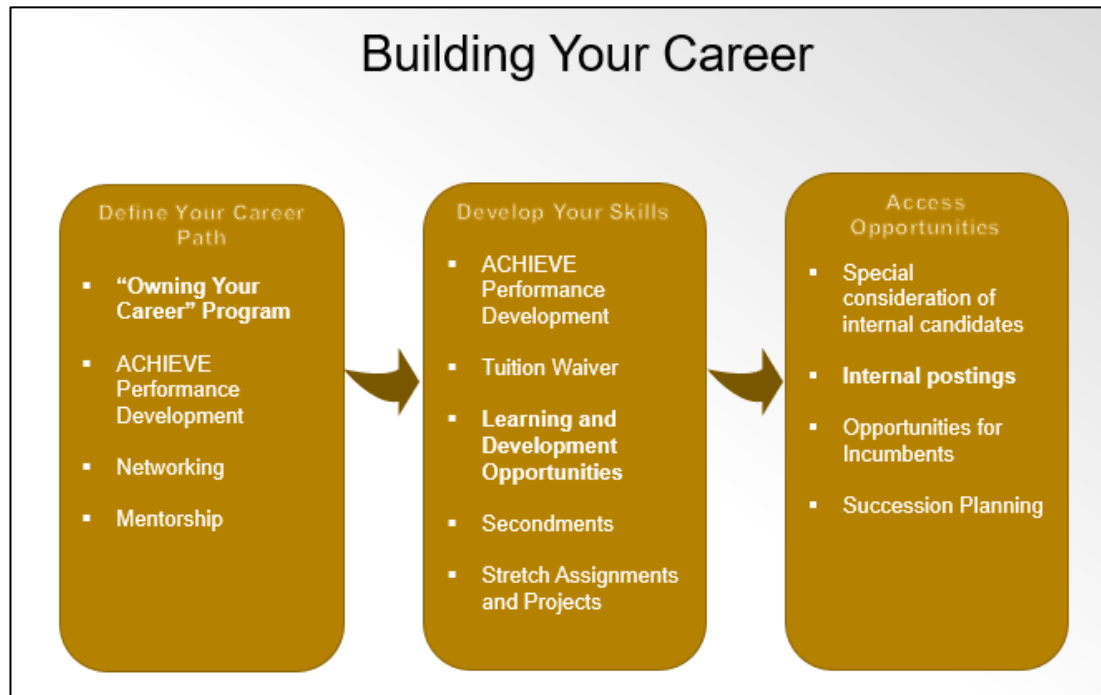 Building Your Career
Define Your Career
Path
▪ “Owning Your
Career” Program
▪ ACHIEVE
Performance
Development
▪ Networking
▪ Mentorship
Develop Your Skills
▪ ACHIEVE
Performance
Development
▪ Tuition Waiver
▪ Learning and
Development
Opportunities
▪ Secondments
▪ Stretch Assignments
and Projects
Access
Opportunities
▪ Special
consideration of
internal candidates
▪ Internal postings
▪ Opportunities for
Incumbents
▪ Succession Planning